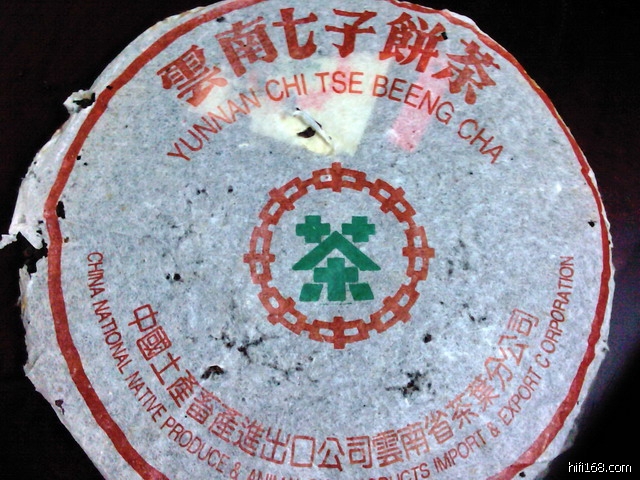 雲南七子餅茶
YUNNAN CHI TSE BEENG CHA
茶
中國土產畜產進出口公司雲南省茶葉分公司
CHINA NATIONAL NATIVE PRODUCE & ANIMAL PRODUCTS IMPORT & EXPORT CORPORATION
hifi168.com